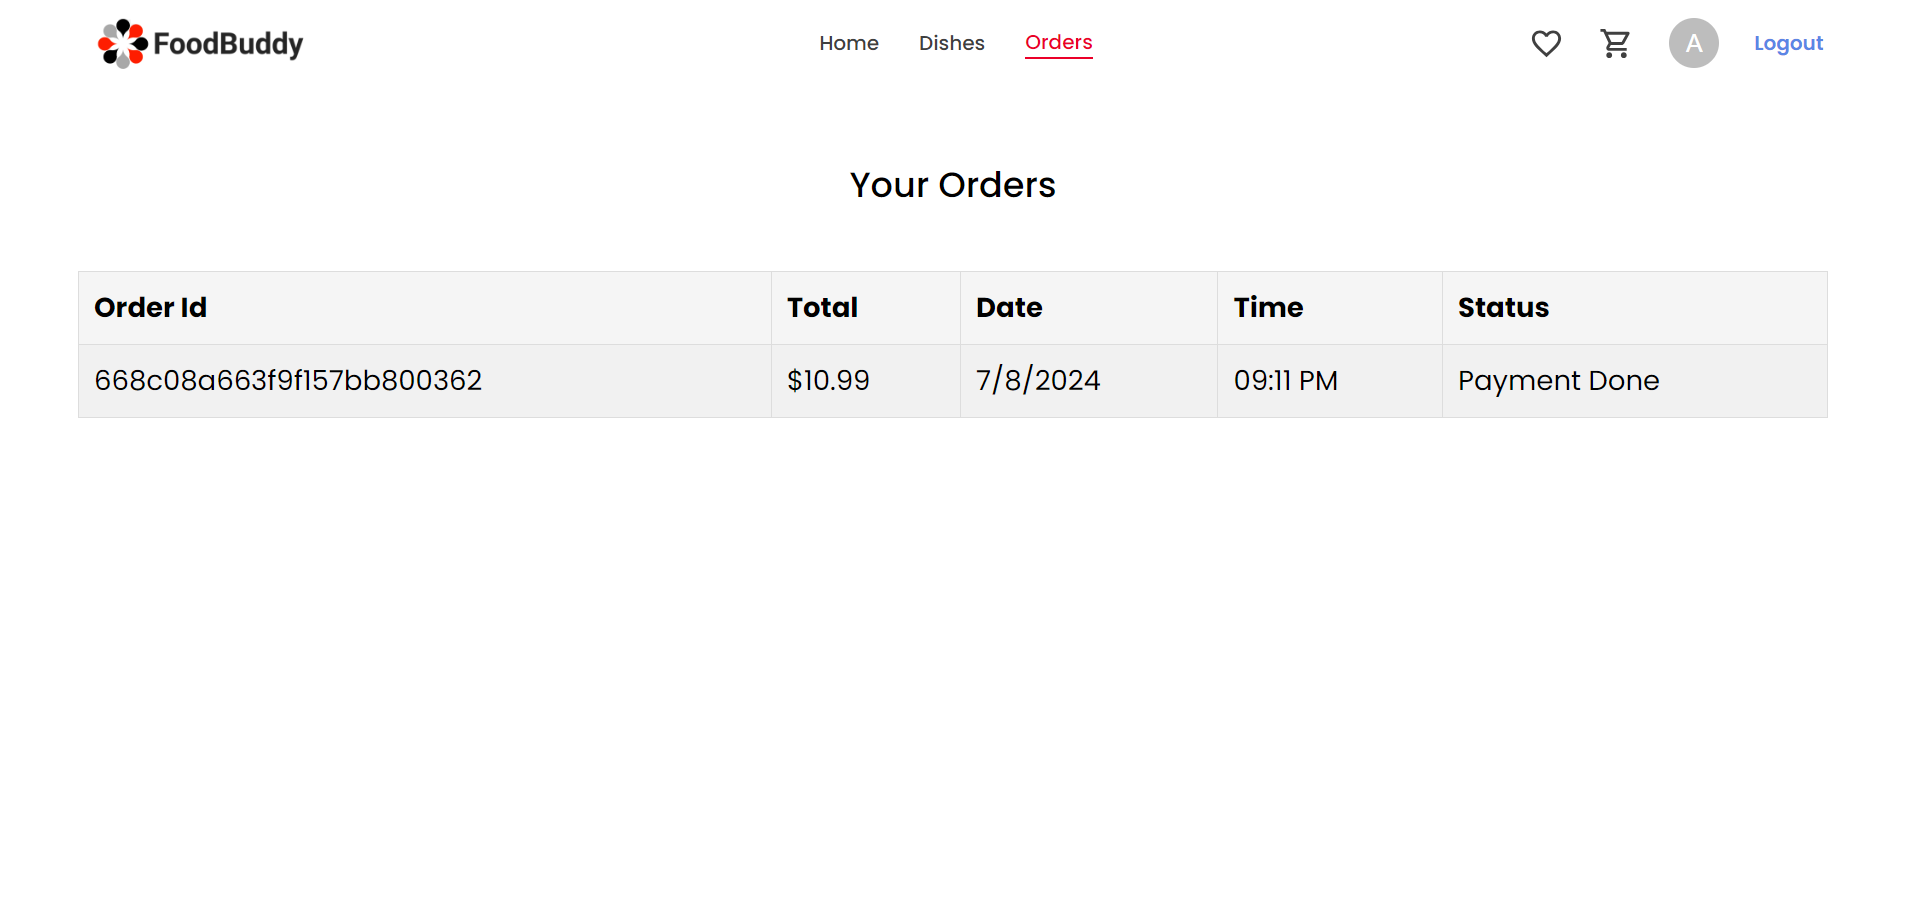 FoodBuddy
Home Dishes Orders
A
Logout
Your Orders
Order Id Total Date Time Status
668c08a663f9f157bb800362 $10.99 7/8/2024 09:11 PM Payment Done